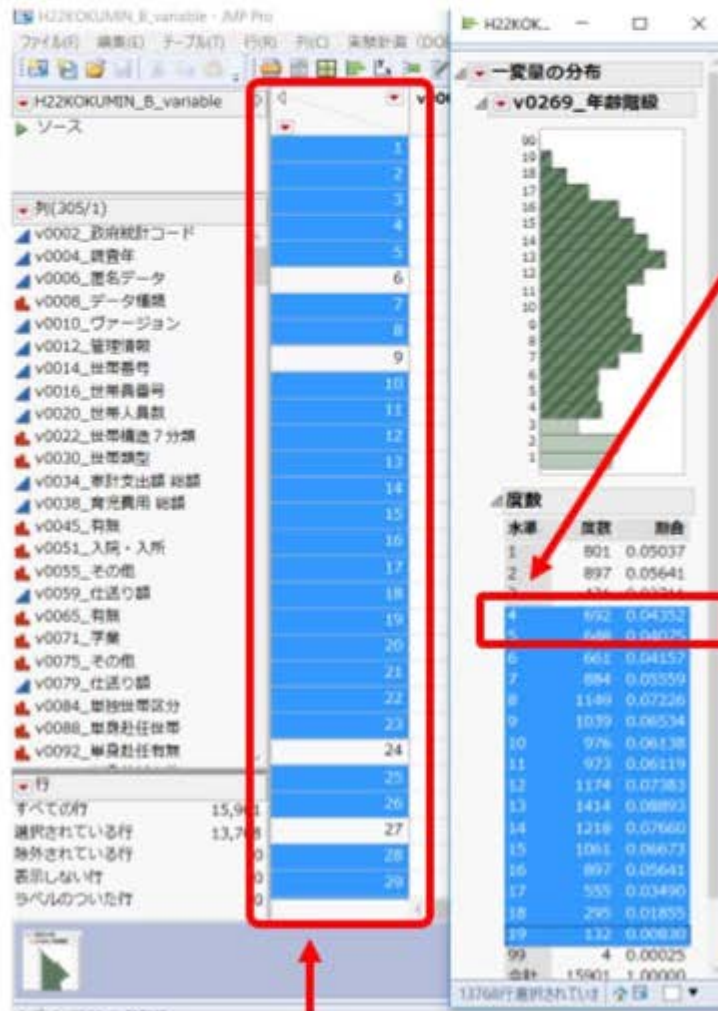 H22KOKUMIN_B_variable - JMP Pro
ファイル(F) 編集(E) テーブル(T) 行(R) 列(C) 実験計画 (DOE
H22KOKUMIN_B_variable
ソース
列(305/1)
v0002_政府統計コード
v0004_調査年
v0006_匿名データ
v0008_データ種類
v0010_ヴァージョン
v0012_管理情報
v0014_世帯番号
v0016_世帯員番号
v0020_世帯人員数
v0022_世帯構造7分類
v0030_世帯類型
v0034_家計支出額 総額
v0038_育児費用 総額
v0045_有無
v0051_入院・入所
v0055_その他
v0059_仕送り額
v0065_有無
v0071_学業
v0075_その他
v0079_仕送り額
v0084_単独世帯区分
v0088_単身赴任世帯
v0092_単身赴任有無
行
すべての行 15,901
選択されている行
除外されている行 0
表示しない行 0
ラベルのついた行 0
1
2
3
4
5
6
7
8
9
10
11
12
13
14
15
16
17
18
19
20
21
22
23
24
25
26
27
28
29
H22KOK...
一変量の分布
v0269_年齢階級
99
19
18
17
16
15
14
13
12
11
10
9
8
7
6
5
4
3
2
1
度数
水準 度数 割合
1 801 0.05037
2 897 0.05641
4 692 0.04352
5 648 0.04075
6 661 0.04157
7 884 0.05559
8 1149 0.07226
9 1039 0.06534
10 976 0.06138
11 973 0.06119
12 1174 0.07383
13 1414 0.08893
14 1218 0.07660
15 1061 0.06673
16 897 0.05641
17 555 0.03490
18 295 0.01855
19 132 0.00830
99 4 0.00025
合計 15901 1.00000
13768行選択されています